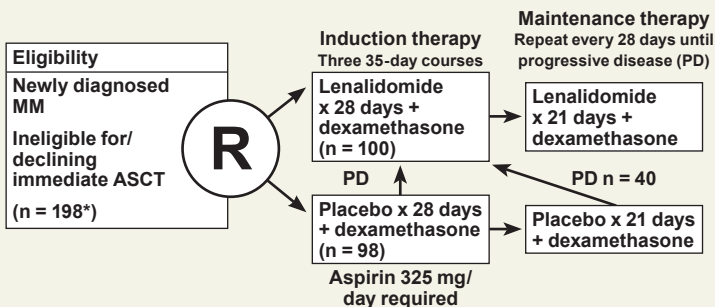 Eligibility
Newly diagnosed
MM
Ineligible for/
declining
immediate ASCT
(n = 198*)
R
Induction therapy
Three 35-day courses
Lenalidomide
x 28 days +
dexamethasone
(n = 100)
PD
Placebo x 28 days
+ dexamethasone
(n = 98)
Aspirin 325 mg/
day required
Maintenance therapy
Repeat every 28 days until
progressive disease (PD)
Lenalidomide
x 21 days +
dexamethasone
PD n = 40
Placebo x 21 days
+ dexamethasone